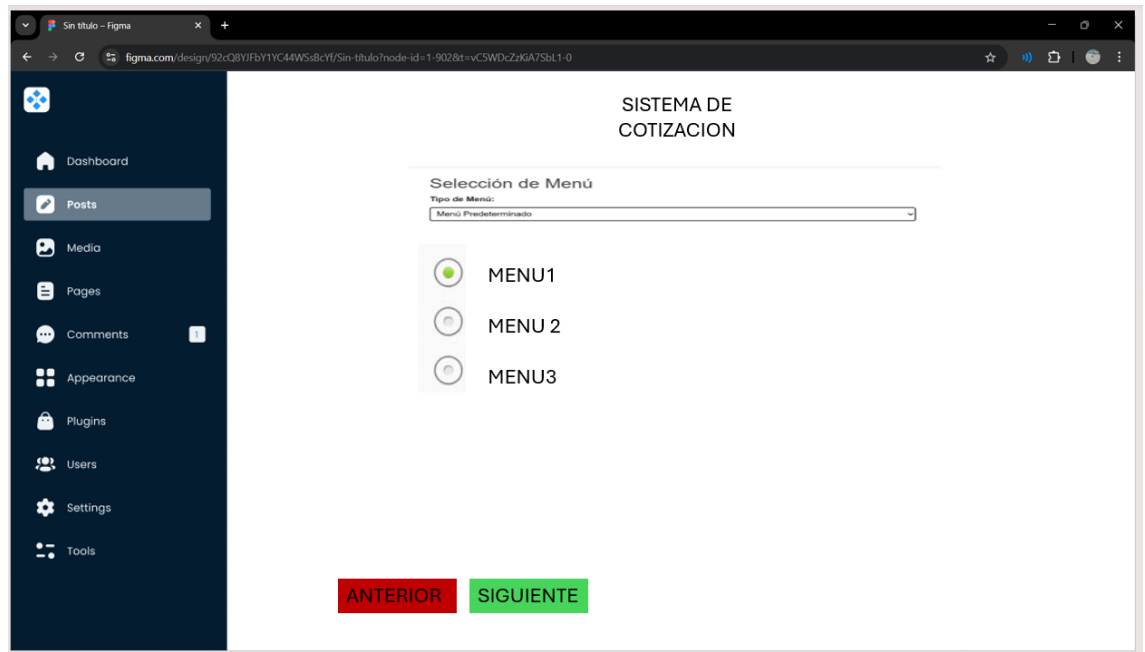 Sin título – Figma
figma.com/design/92cQ8YJFbY1YC44WSsBcYf/Sin-título?node-id=1-902&t=vC5WDcZzKiA7SbL1-0
Dashboard
Posts
Media
Pages
Comments 1
Appearance
Plugins
Users
Settings
Tools
SISTEMA DE
COTIZACION
Selección de Menú
Tipo de Menú:
Menú Predeterminado
MENU1
MENU 2
MENU3
ANTERIOR
SIGUIENTE